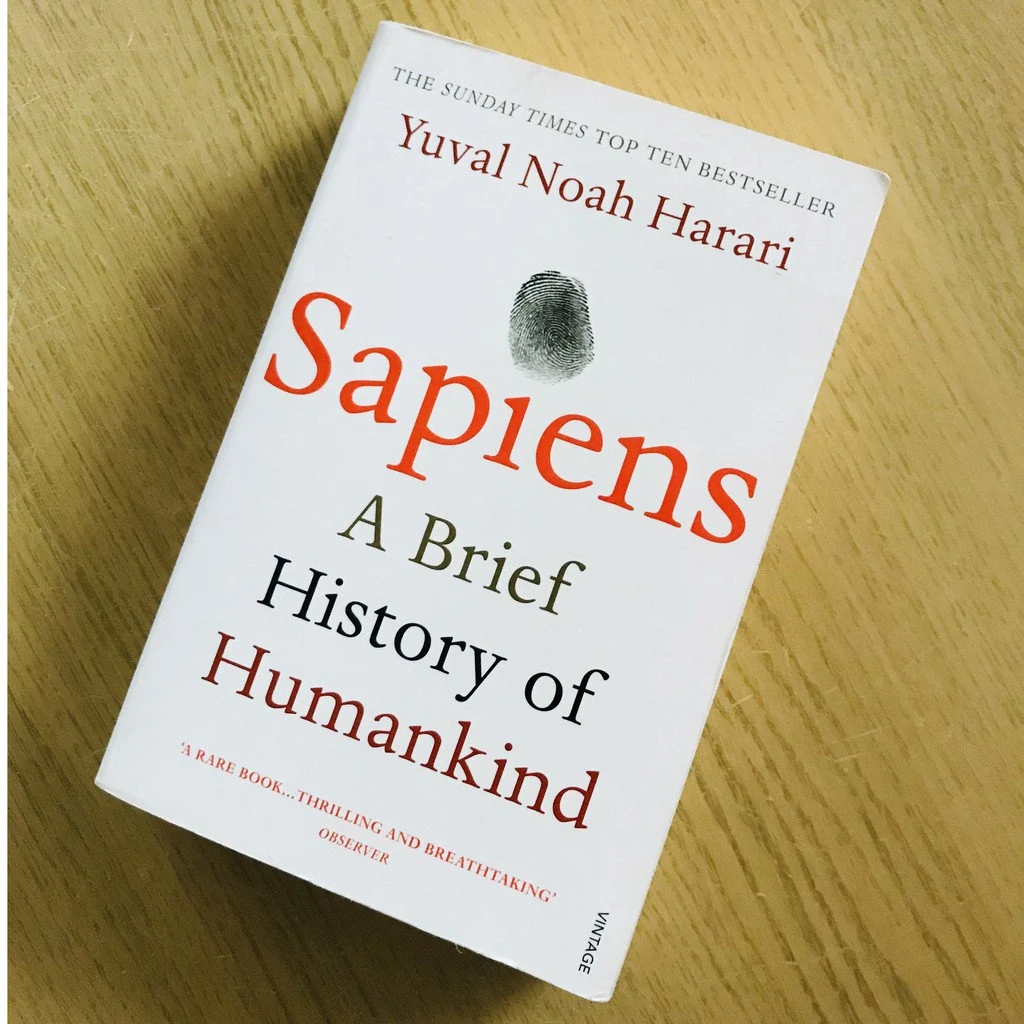 THE SUNDAY TIMES TOP TEN BESTSELLER
Yuval Noah Harari
Sapiens
A Brief
History of
Humankind
'A RARE BOOK...THRILLING AND BREATHTAKING'
OBSERVER
VINTAGE